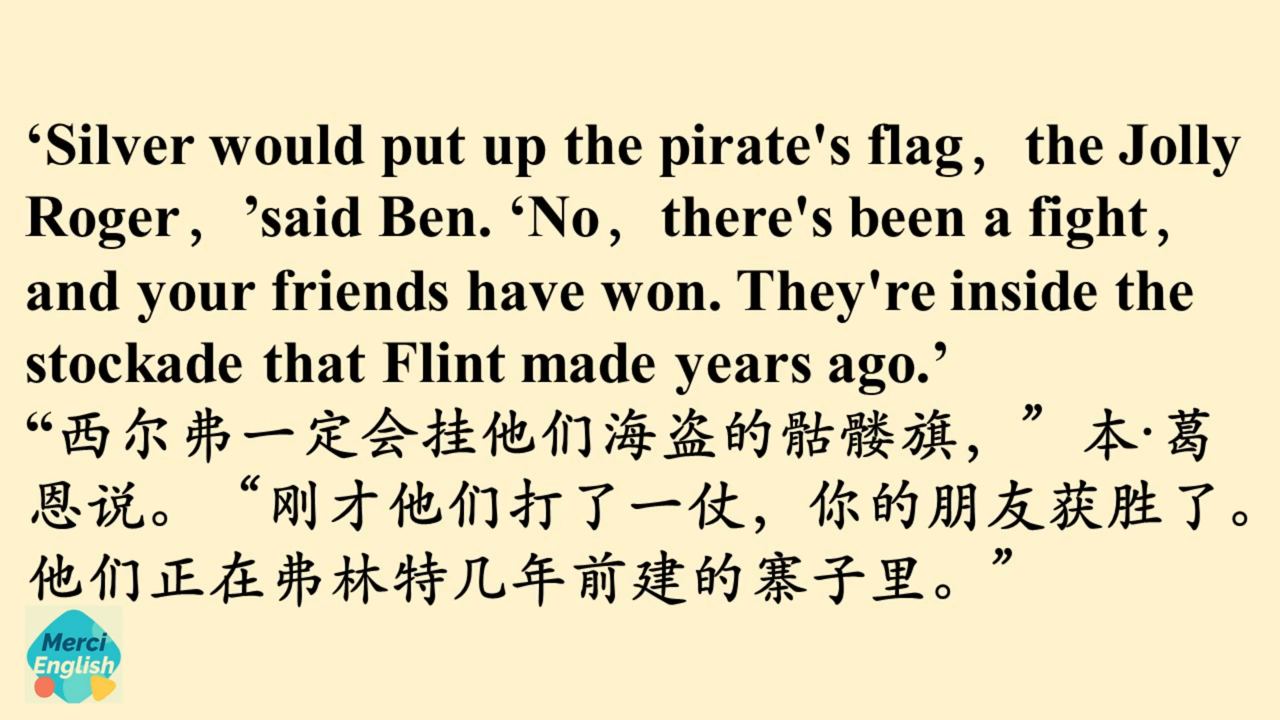 ‘Silver would put up the pirate's flag， the Jolly
Roger， ’said Ben. ‘No， there's been a fight，
and your friends have won. They're inside the
stockade that Flint made years ago.’
“西尔弗一定会挂他们海盗的骷髅旗，”本·葛
恩说。“刚才他们打了一仗，你的朋友获胜了。
他们正在弗林特几年前建的寨子里。”
Merci
English